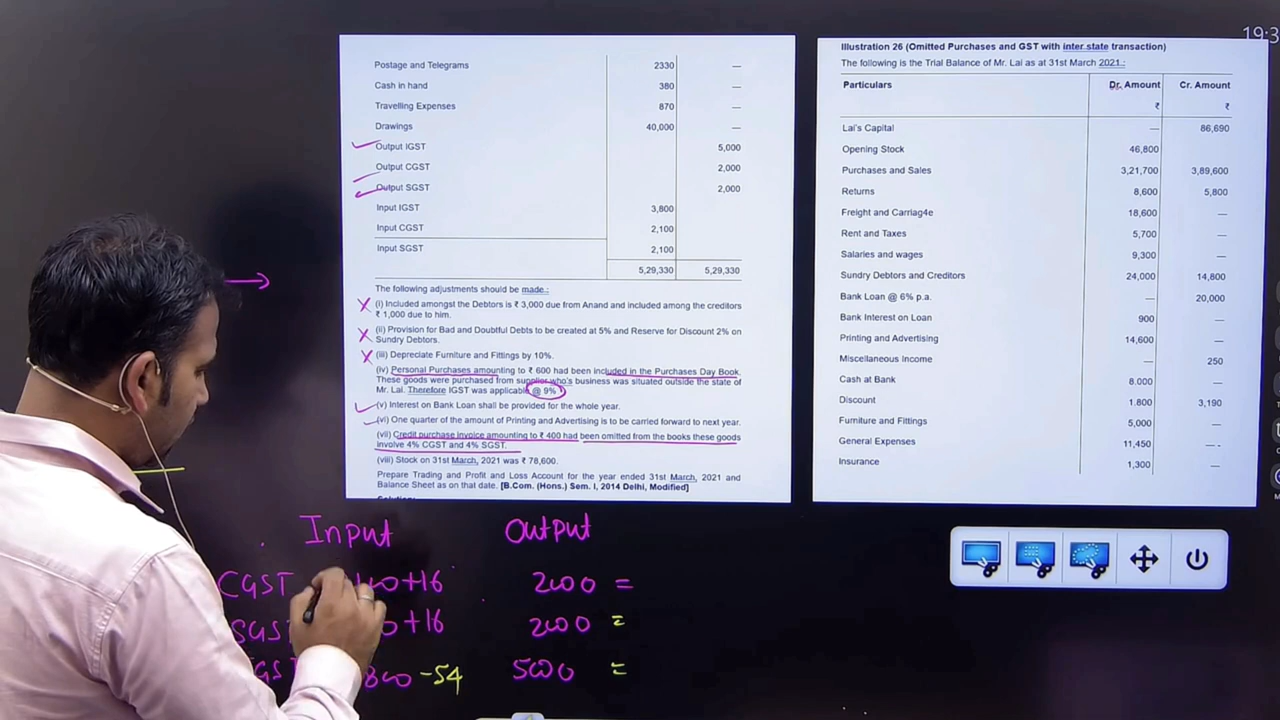 19:3
Postage and Telegrams 2330 —
Cash in hand 380 —
Travelling Expenses 870 —
Drawings 40,000 —
Output IGST 5,000
Output CGST 2,000
Output SGST 2,000
Input IGST 3,800
Input CGST 2,100
Input SGST 2,100
5,29,330 5,29,330
The following adjustments should be made.:
(i) Included amongst the Debtors is ₹ 3,000 due from Anand and included among the creditors
₹ 1,000 due to him.
(ii) Provision for Bad and Doubtful Debts to be created at 5% and Reserve for Discount 2% on
Sundry Debtors.
(iii) Depreciate Furniture and Fittings by 10%.
(iv) Personal Purchases amounting to ₹ 600 had been included in the Purchases Day Book.
These goods were purchased from supplier who's business was situated outside the state of
Mr. Lal. Therefore IGST was applicable @ 9%
(v) Interest on Bank Loan shall be provided for the whole year.
(vi) One quarter of the amount of Printing and Advertising is to be carried forward to next year.
(vii) Credit purchase invoice amounting to ₹ 400 had been omitted from the books these goods
involve 4% CGST and 4% SGST.
(viii) Stock on 31st March, 2021 was ₹ 78,600.
Prepare Trading and Profit and Loss Account for the year ended 31st March, 2021 and
Balance Sheet as on that date. [B.Com. (Hons.) Sem. I, 2014 Delhi, Modified]
Solution:
Illustration 26 (Omitted Purchases and GST with inter state transaction)
The following is the Trial Balance of Mr. Lal as at 31st March 2021.:
Particulars Dr. Amount Cr. Amount
₹ ₹
Lal's Capital — 86,690
Opening Stock 46,800
Purchases and Sales 3,21,700 3,89,600
Returns 8,600 5,800
Freight and Carriag4e 18,600 —
Rent and Taxes 5,700 —
Salaries and wages 9,300 —
Sundry Debtors and Creditors 24,000 14,800
Bank Loan @ 6% p.a. — 20,000
Bank Interest on Loan 900 —
Printing and Advertising 14,600 —
Miscellaneous Income — 250
Cash at Bank 8.000 —
Discount 1.800 3,190
Furniture and Fittings 5,000 —
General Expenses 11,450 —.
Insurance 1,300 —
Input Output
CGST +16 2000 =
SGST +16 2000 =
-54 5000 =